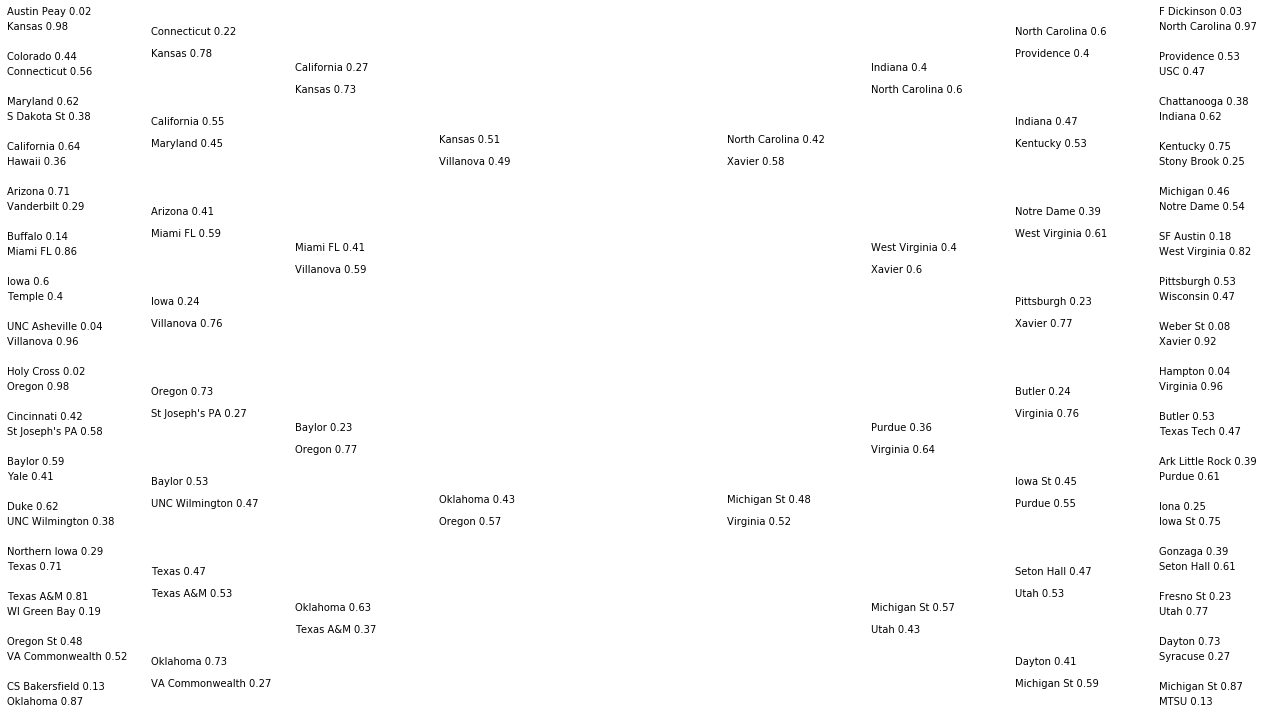 Austin Peay 0.02
Kansas 0.98
Colorado 0.44
Connecticut 0.56
Maryland 0.62
S Dakota St 0.38
California 0.64
Hawaii 0.36
Arizona 0.71
Vanderbilt 0.29
Buffalo 0.14
Miami FL 0.86
Iowa 0.6
Temple 0.4
UNC Asheville 0.04
Villanova 0.96
Holy Cross 0.02
Oregon 0.98
Cincinnati 0.42
St Joseph's PA 0.58
Baylor 0.59
Yale 0.41
Duke 0.62
UNC Wilmington 0.38
Northern Iowa 0.29
Texas 0.71
Texas A&M 0.81
WI Green Bay 0.19
Oregon St 0.48
VA Commonwealth 0.52
CS Bakersfield 0.13
Oklahoma 0.87
Connecticut 0.22
Kansas 0.78
California 0.55
Maryland 0.45
Arizona 0.41
Miami FL 0.59
Iowa 0.24
Villanova 0.76
Oregon 0.73
St Joseph's PA 0.27
Baylor 0.53
UNC Wilmington 0.47
Texas 0.47
Texas A&M 0.53
Oklahoma 0.73
VA Commonwealth 0.27
California 0.27
Kansas 0.73
Miami FL 0.41
Villanova 0.59
Baylor 0.23
Oregon 0.77
Oklahoma 0.63
Texas A&M 0.37
Kansas 0.51
Villanova 0.49
Oklahoma 0.43
Oregon 0.57
North Carolina 0.42
Xavier 0.58
Michigan St 0.48
Virginia 0.52
Indiana 0.4
North Carolina 0.6
West Virginia 0.4
Xavier 0.6
Purdue 0.36
Virginia 0.64
Michigan St 0.57
Utah 0.43
North Carolina 0.6
Providence 0.4
Indiana 0.47
Kentucky 0.53
Notre Dame 0.39
West Virginia 0.61
Pittsburgh 0.23
Xavier 0.77
Butler 0.24
Virginia 0.76
Iowa St 0.45
Purdue 0.55
Seton Hall 0.47
Utah 0.53
Dayton 0.41
Michigan St 0.59
F Dickinson 0.03
North Carolina 0.97
Providence 0.53
USC 0.47
Chattanooga 0.38
Indiana 0.62
Kentucky 0.75
Stony Brook 0.25
Michigan 0.46
Notre Dame 0.54
SF Austin 0.18
West Virginia 0.82
Pittsburgh 0.53
Wisconsin 0.47
Weber St 0.08
Xavier 0.92
Hampton 0.04
Virginia 0.96
Butler 0.53
Texas Tech 0.47
Ark Little Rock 0.39
Purdue 0.61
Iona 0.25
Iowa St 0.75
Gonzaga 0.39
Seton Hall 0.61
Fresno St 0.23
Utah 0.77
Dayton 0.73
Syracuse 0.27
Michigan St 0.87
MTSU 0.13